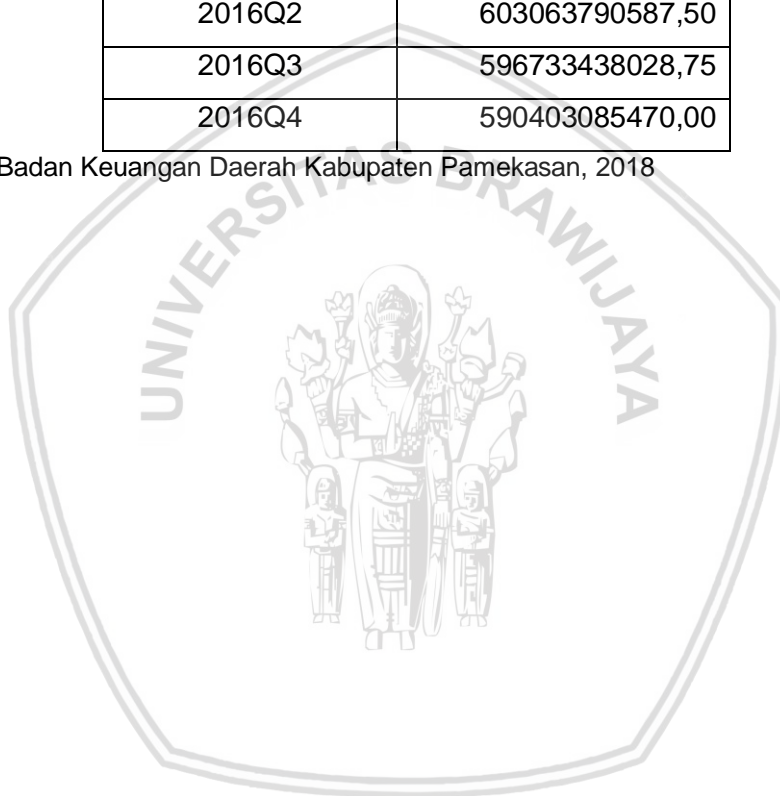 2016Q2 603063790587,50
2016Q3 596733438028,75
2016Q4 590403085470,00
Badan Keuangan Daerah Kabupaten Pamekasan, 2018
UNIVERSITAS BRAWIJAYA